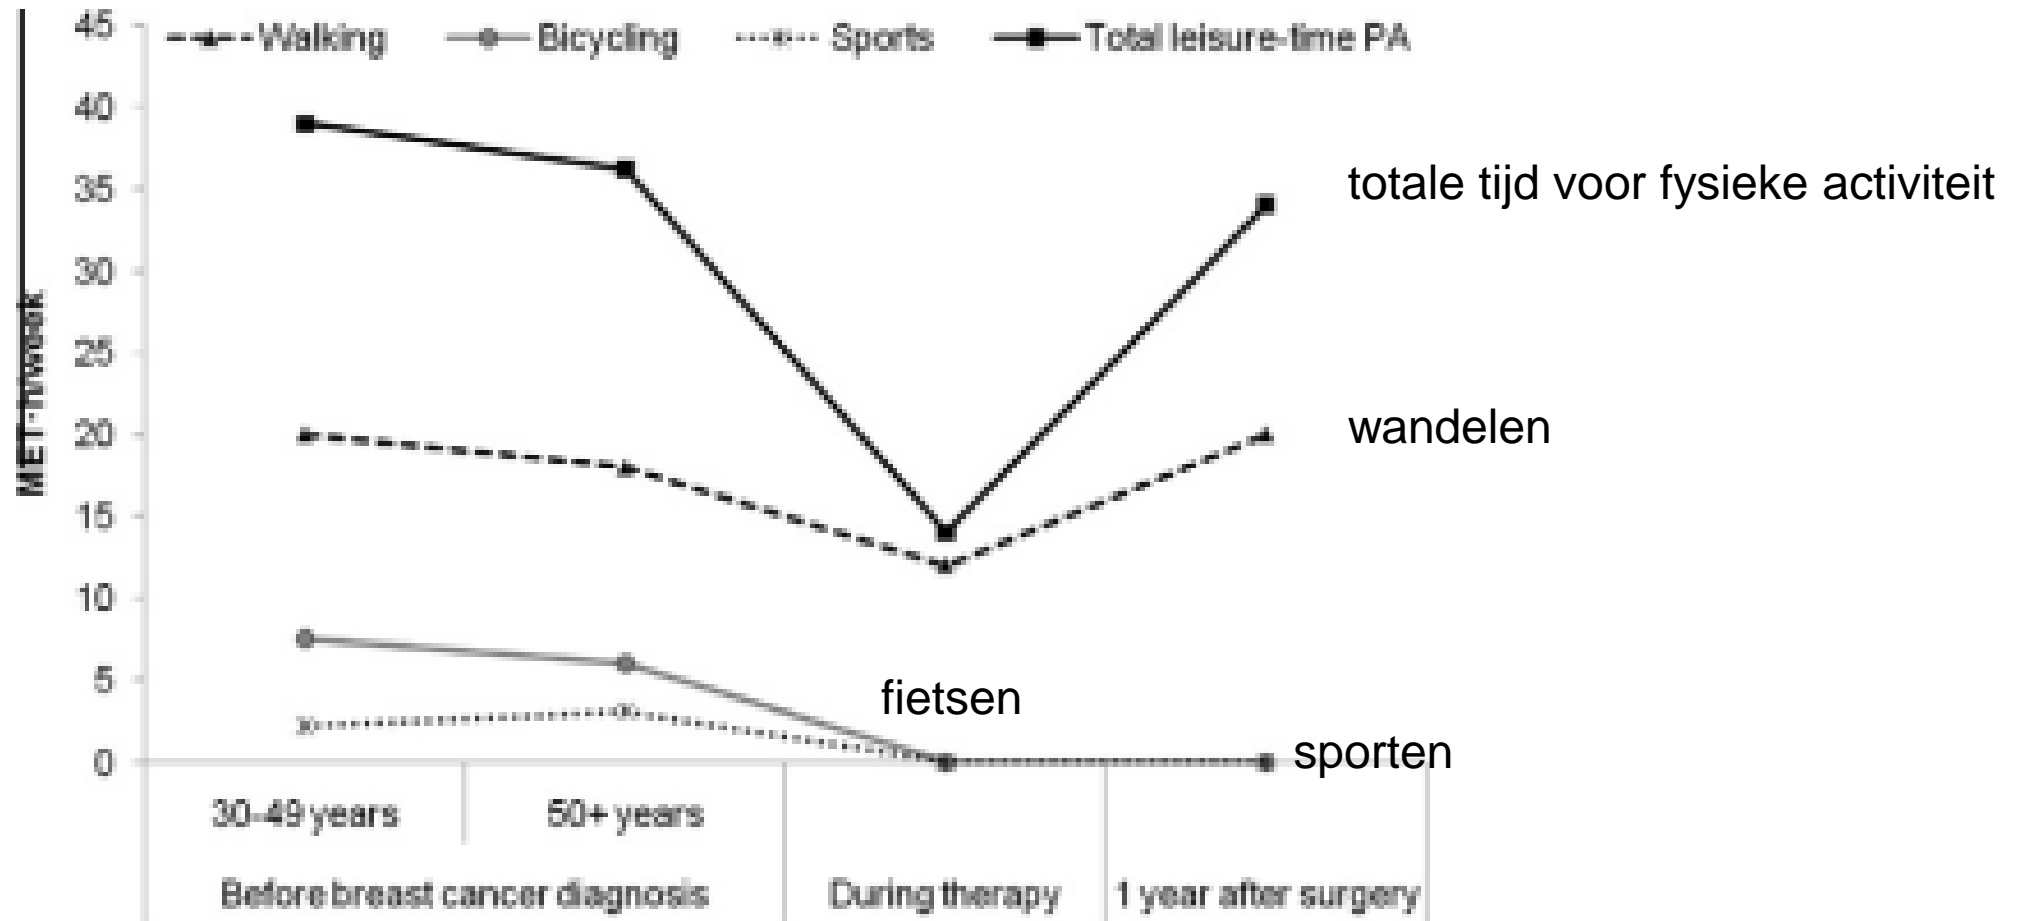 45
Walking Bicycling Sports Total leisure-time PA
40
35
30
25
20
15
10
5
0
MET-h/week
totale tijd voor fysieke activiteit
wandelen
fietsen
sporten
30-49 years 50+ years
Before breast cancer diagnosis During therapy 1 year after surgery